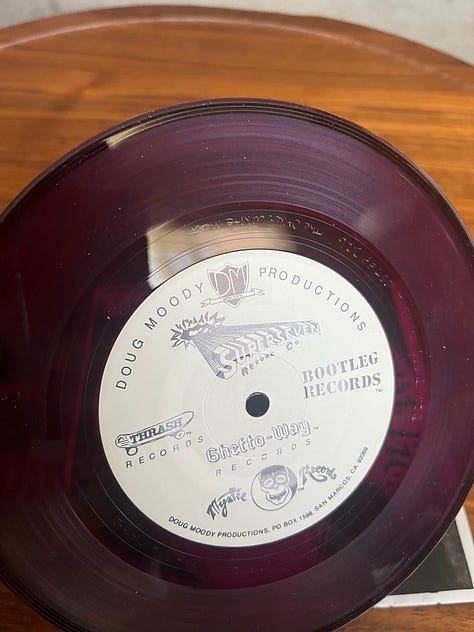 DOUG MOODY PRODUCTIONS
DM
SUPERSEVEN
RECORD CO.
BOOTLEG
RECORDS
THRASH
RECORDS
Ghetto-Way
RECORDS
Mystic Records
DOUG MOODY PRODUCTIONS, PO BOX 1596, SAN MARCOS, CA 92069